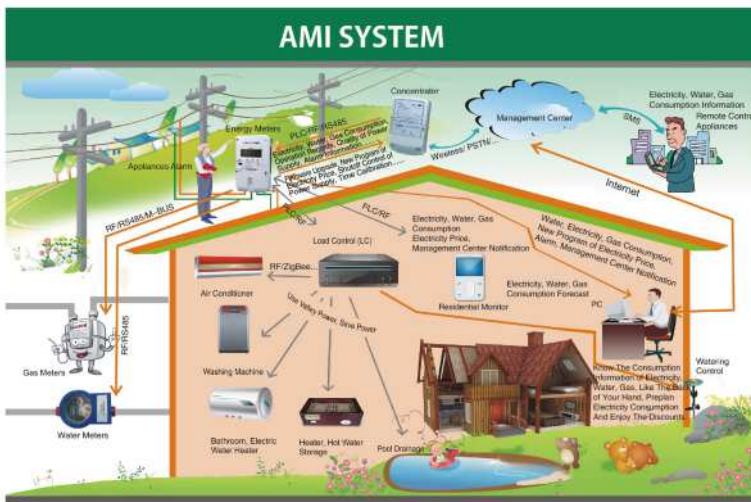 AMI SYSTEM
Concentrator
Electricity, Water, Gas
Consumption Information
Remote Control
Appliances
Management Center
SMS
Energy Meters
PLC/RF/RS485
Electricity, Water, Gas Consumption,
Operation Records, Quality of Power
Supply, Alarm Information
Firmware Upgrade, New Program of
Electricity Price, Shutoff Control of
Power Supply, Time Calibration......
Wireless/ PSTN/...
Appliances Alarm
Internet
RF/RS485/M-BUS
PLC/RF
PLC/RF
Electricity, Water, Gas
Consumption
Electricity Price,
Management Center Notification
Water, Electricity, Gas Consumption,
New Program of Electricity Price,
Alarm, Management Center Notification
Load Control (LC)
RF/ZigBee...
Air Conditioner
Residential Monitor
Electricity, Water, Gas
Consumption Forecast
PC
Use Valley Power, Save Power
RF/RS485
Gas Meters
Washing Machine
Watering
Control
Know The Consumption
Information of Electricity,
Water, Gas, Like The Back
of Your Hand, Preplan
Electricity Consumption
And Enjoy The Discounts
Water Meters
Bathroom, Electric
Water Heater
Heater, Hot Water
Storage
Pool Drainage